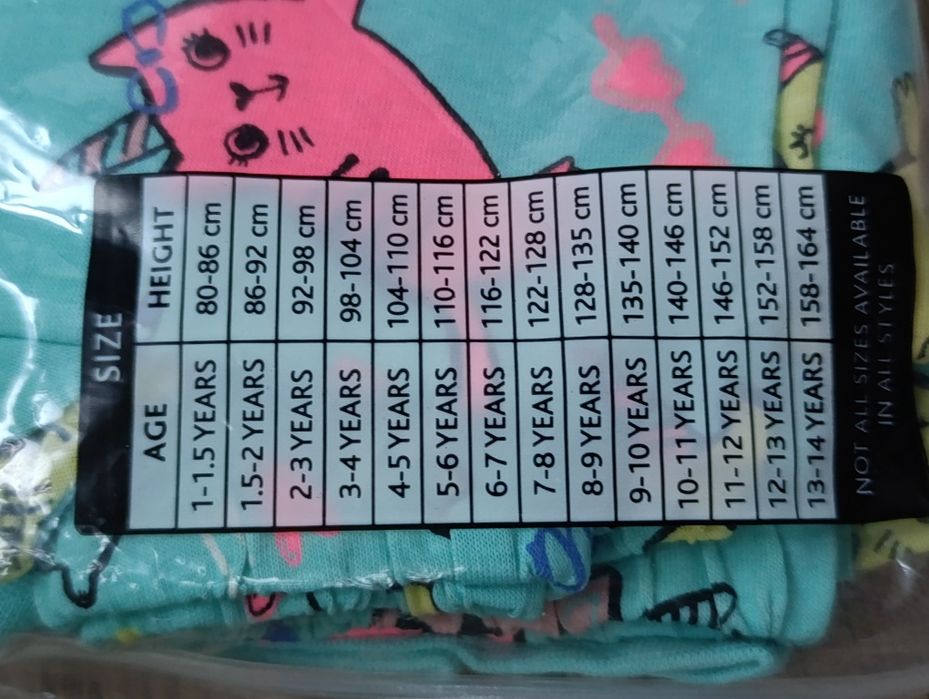 SIZE
AGE HEIGHT
1-1.5 YEARS 80-86 cm
1.5-2 YEARS 86-92 cm
2-3 YEARS 92-98 cm
3-4 YEARS 98-104 cm
4-5 YEARS 104-110 cm
5-6 YEARS 110-116 cm
6-7 YEARS 116-122 cm
7-8 YEARS 122-128 cm
8-9 YEARS 128-135 cm
9-10 YEARS 135-140 cm
10-11 YEARS 140-146 cm
11-12 YEARS 146-152 cm
12-13 YEARS 152-158 cm
13-14 YEARS 158-164 cm
NOT ALL SIZES AVAILABLE
IN ALL STYLES